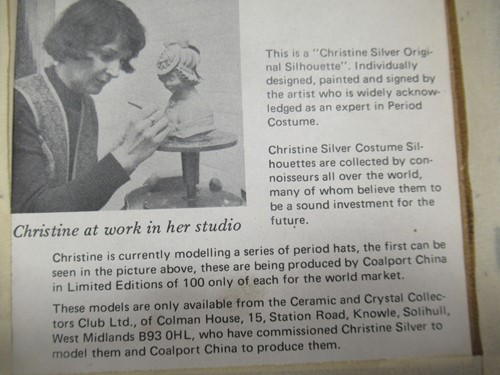 This is a "Christine Silver Origi-
nal Silhouette". Individually
designed, painted and signed by
the artist who is widely acknow-
ledged as an expert in Period
Costume.
Christine Silver Costume Sil-
houettes are collected by con-
noisseurs all over the world,
many of whom believe them to
be a sound investment for the
future.
Christine at work in her studio
Christine is currently modelling a series of period hats, the first can be
seen in the picture above, these are being produced by Coalport China
in Limited Editions of 100 only of each for the world market.
These models are only available from the Ceramic and Crystal Collec-
tors Club Ltd., of Colman House, 15, Station Road, Knowle, Solihull,
West Midlands B93 0HL, who have commissioned Christine Silver to
model them and Coalport China to produce them.